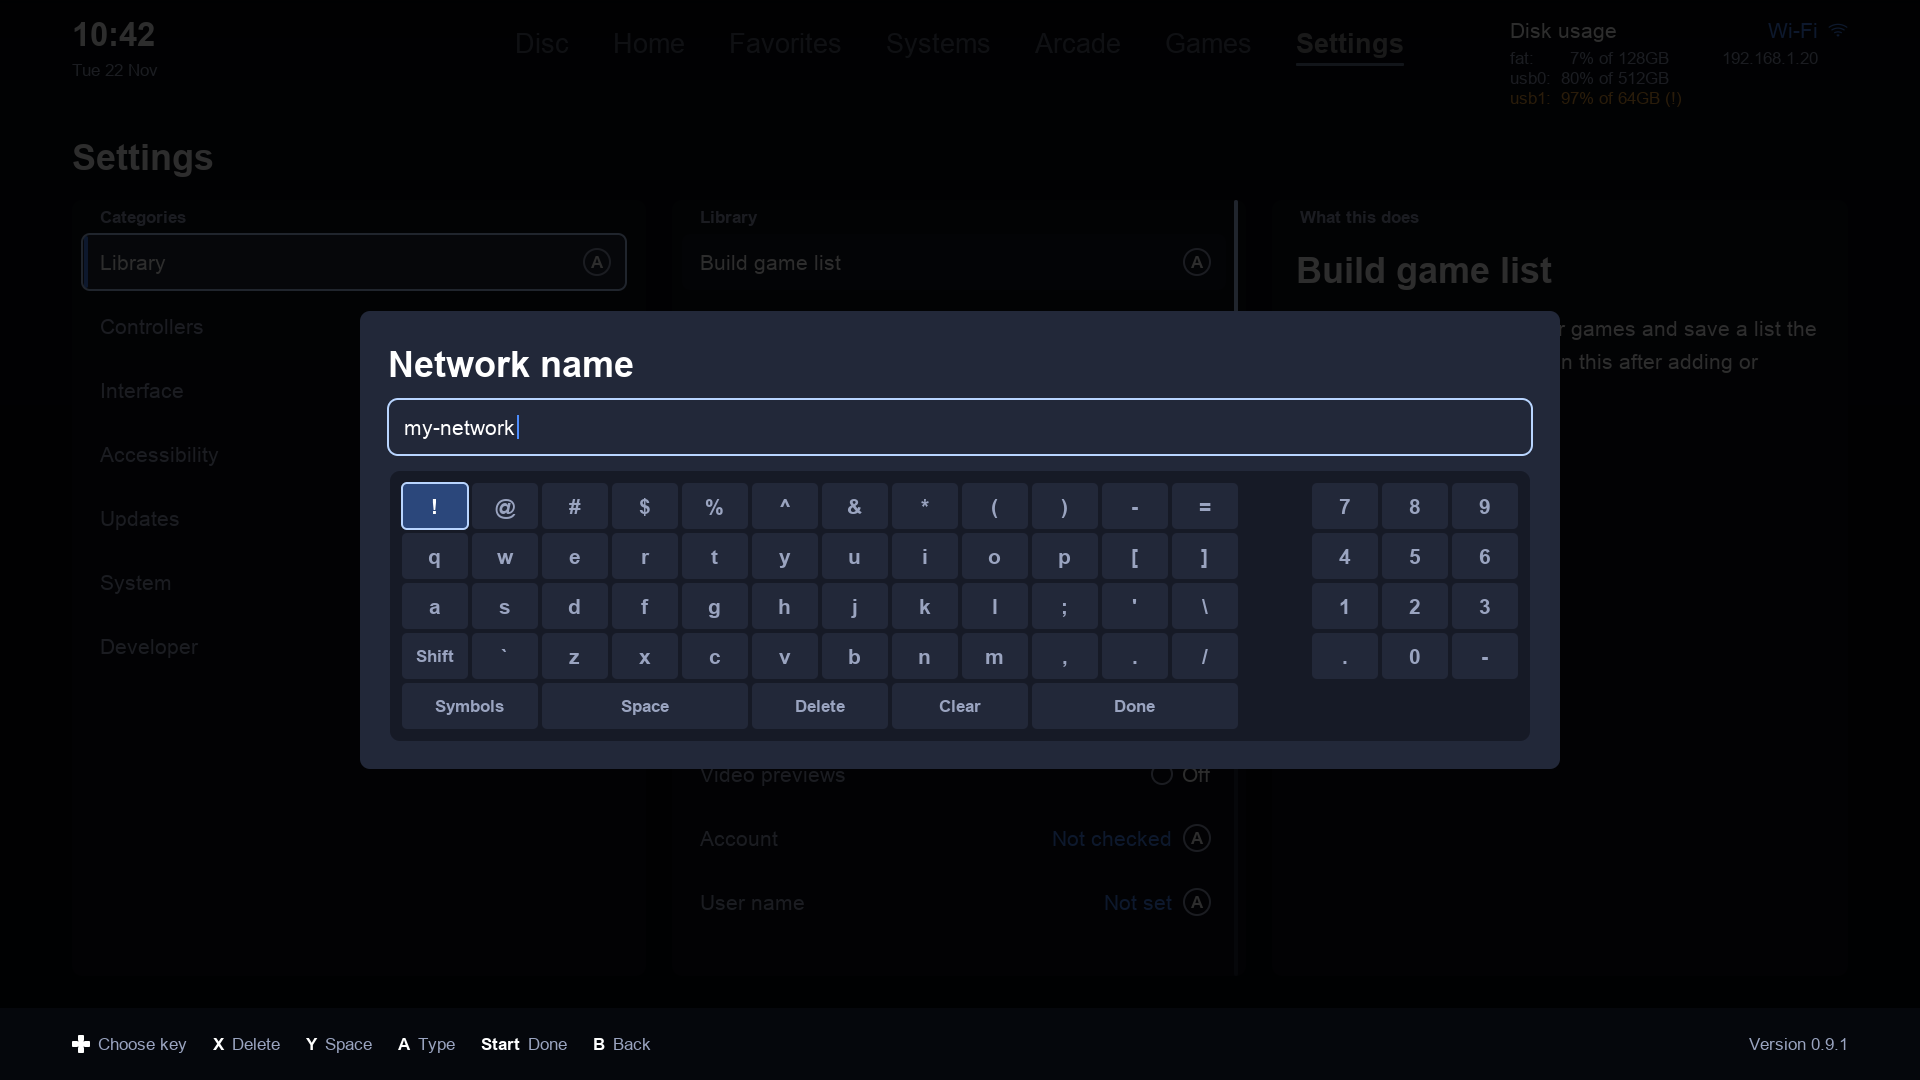 10:42
Tue 22 Nov
Disc Home Favorites Systems Arcade Games Settings
Disk usage
fat: 7% of 128GB
usb0: 80% of 512GB
usb1: 97% of 64GB (!)
Wi-Fi
192.168.1.20
Settings
Categories
Library A
Controllers
Interface
Accessibility
Updates
System
Developer
Library
Build game list A
What this does
Build game list
r games and save a list the
n this after adding or
Network name
my-network
! @ # $ % ^ & * ( ) - = 7 8 9
q w e r t y u i o p [ ] 4 5 6
a s d f g h j k l ; ' \ 1 2 3
Shift ` z x c v b n m , . / . 0 -
Symbols Space Delete Clear Done
Video previews Off
Account Not checked A
User name Not set A
Choose key X Delete Y Space A Type Start Done B Back
Version 0.9.1